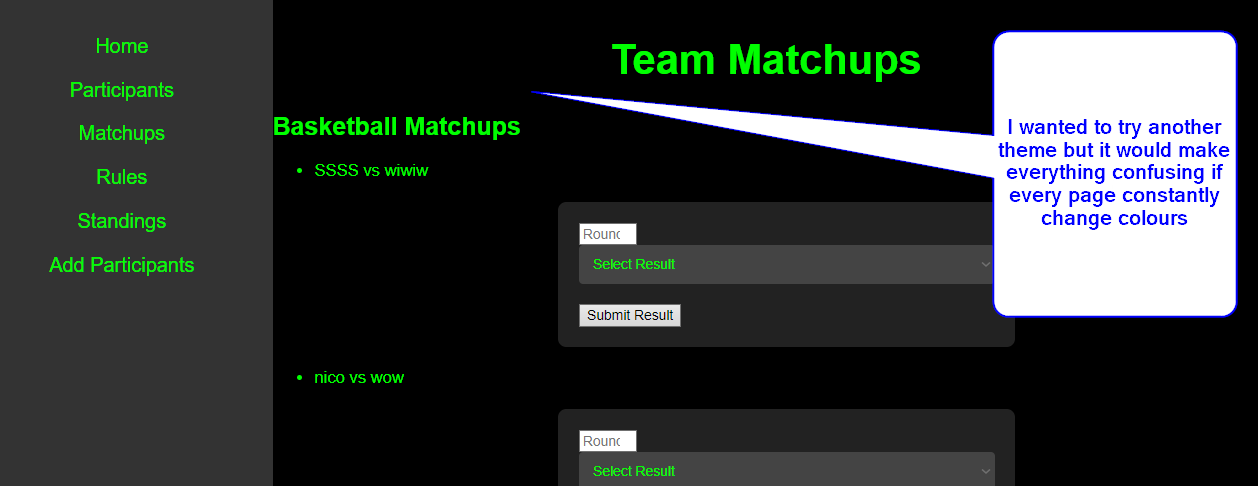 Home
Participants
Matchups
Rules
Standings
Add Participants
Team Matchups
Basketball Matchups
SSSS vs wiwiw
Round
Select Result
Submit Result
nico vs wow
Round
Select Result
I wanted to try another
theme but it would make
everything confusing if
every page constantly
change colours